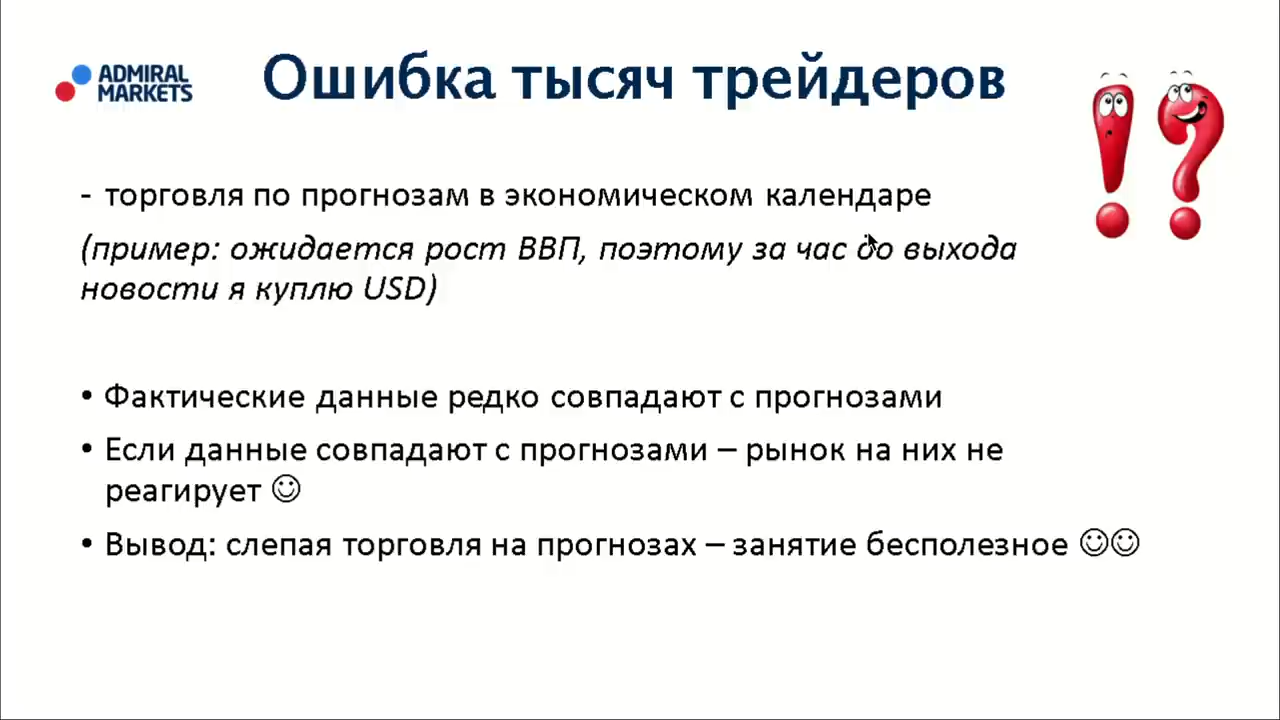 ADMIRAL
MARKETS
Ошибка тысяч трейдеров
- торговля по прогнозам в экономическом календаре
(пример: ожидается рост ВВП, поэтому за час до выхода
новости я куплю USD)
• Фактические данные редко совпадают с прогнозами
• Если данные совпадают с прогнозами – рынок на них не
реагирует ☺
• Вывод: слепая торговля на прогнозах – занятие бесполезное ☺☺